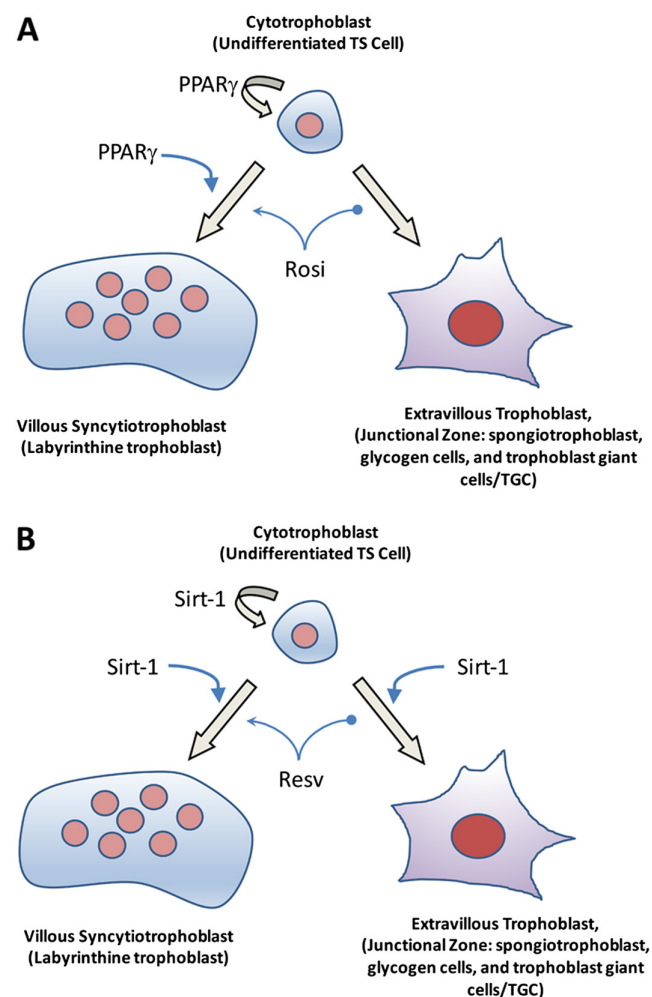 A
Cytotrophoblast
(Undifferentiated TS Cell)
PPARγ
PPARγ
Rosi
Villous Syncytiotrophoblast
(Labyrinthine trophoblast)
Extravillous Trophoblast,
(Junctional Zone: spongiotrophoblast,
glycogen cells, and trophoblast giant
cells/TGC)
B
Cytotrophoblast
(Undifferentiated TS Cell)
Sirt-1
Sirt-1
Sirt-1
Resv
Villous Syncytiotrophoblast
(Labyrinthine trophoblast)
Extravillous Trophoblast,
(Junctional Zone: spongiotrophoblast,
glycogen cells, and trophoblast giant
cells/TGC)